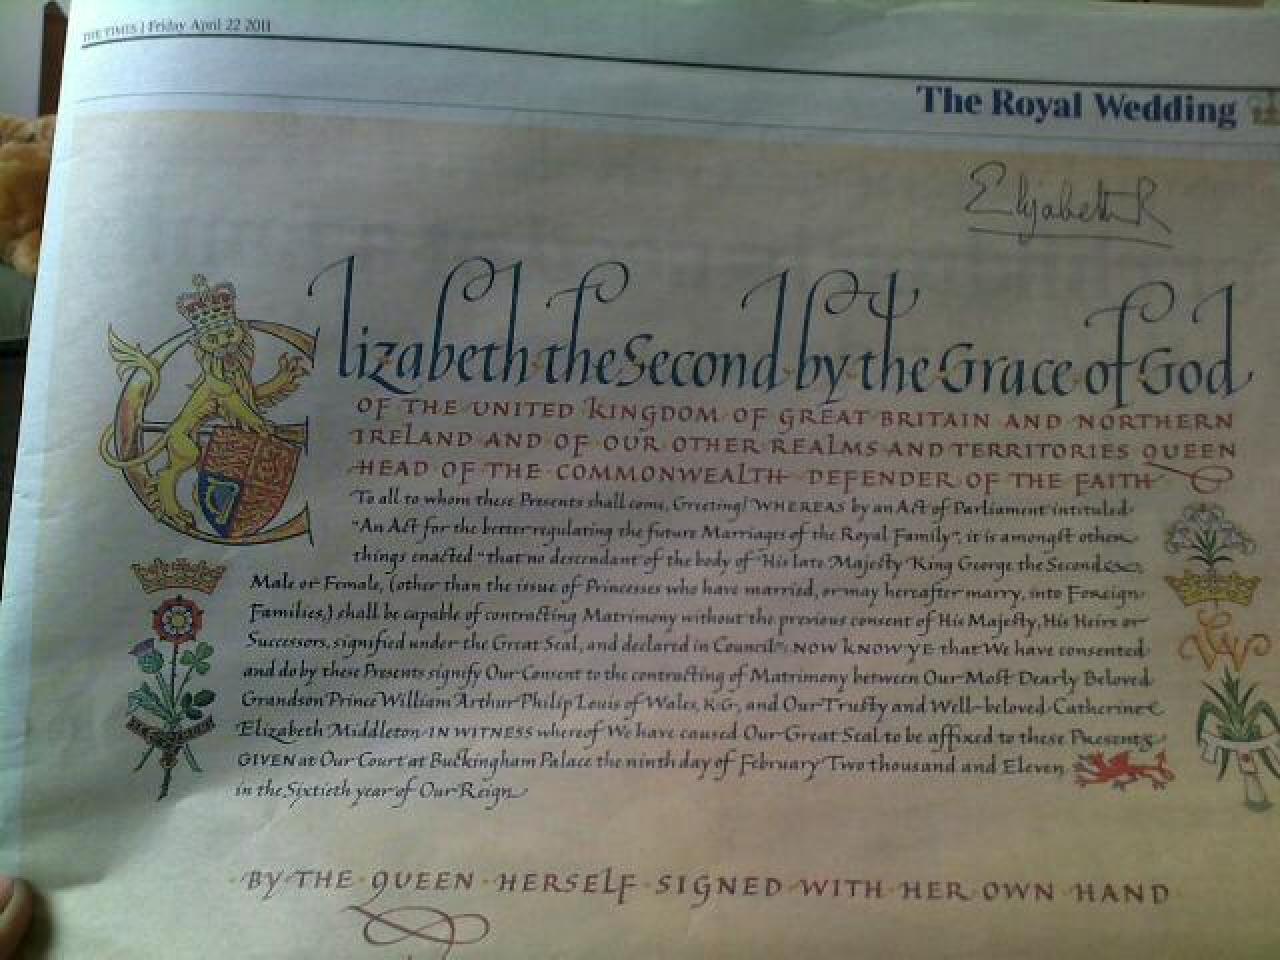 THE TIMES | Friday April 22 2011
The Royal Wedding
Elizabeth R
Elizabeth the Second by the Grace of God
OF THE UNITED KINGDOM OF GREAT BRITAIN AND NORTHERN
IRELAND AND OF OUR OTHER REALMS AND TERRITORIES QUEEN
HEAD OF THE COMMONWEALTH DEFENDER OF THE FAITH
To all to whom these Presents shall come, Greeting! WHEREAS by an Act of Parliament intituled
"An Act for the better regulating the future Marriages of the Royal Family", it is amongst other
things enacted "that no descendant of the body of His late Majesty King George the Second,
Male or Female, (other than the issue of Princesses who have married, or may hereafter marry, into Foreign
Families,) shall be capable of contracting Matrimony without the previous consent of His Majesty, His Heirs or
Successors, signified under the Great Seal, and declared in Council": NOW KNOW YE that We have consented
and do by these Presents signify Our Consent to the contracting of Matrimony between Our Most Dearly Beloved
Grandson Prince William Arthur Philip Louis of Wales, K.G., and Our Trusty and Well-beloved Catherine
Elizabeth Middleton IN WITNESS whereof We have caused Our Great Seal to be affixed to these Presents
GIVEN at Our Court at Buckingham Palace the ninth day of February Two thousand and Eleven
in the Sixtieth year of Our Reign
BY THE QUEEN HERSELF SIGNED WITH HER OWN HAND